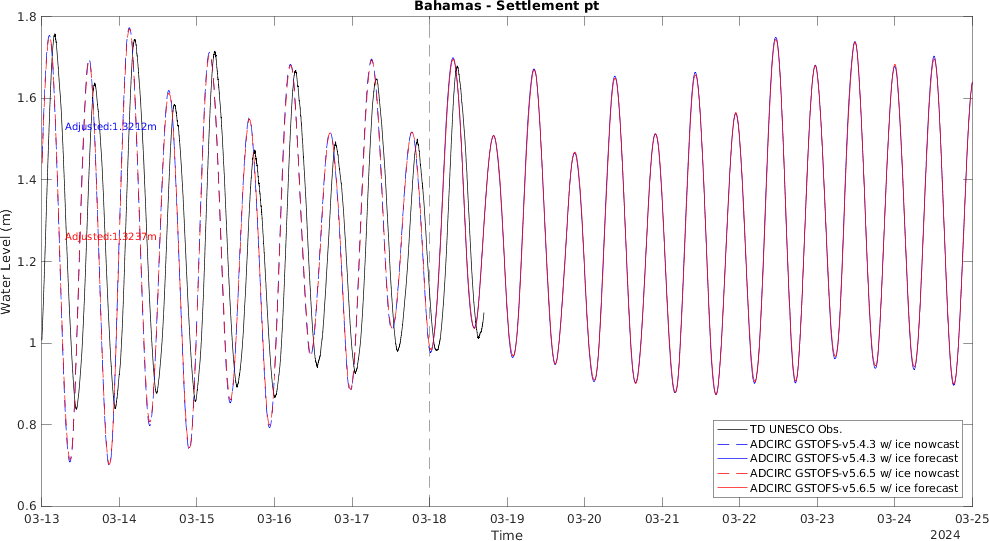 Bahamas - Settlement pt
1.8
1.6
1.4
1.2
1
0.8
0.6
Water Level (m)
Adjusted:1.3212m
Adjusted:1.3237m
TD UNESCO Obs.
ADCIRC GSTOFS-v5.4.3 w/ ice nowcast
ADCIRC GSTOFS-v5.4.3 w/ ice forecast
ADCIRC GSTOFS-v5.6.5 w/ ice nowcast
ADCIRC GSTOFS-v5.6.5 w/ ice forecast
03-13 03-14 03-15 03-16 03-17 03-18 03-19 03-20 03-21 03-22 03-23 03-24 03-25
Time
2024